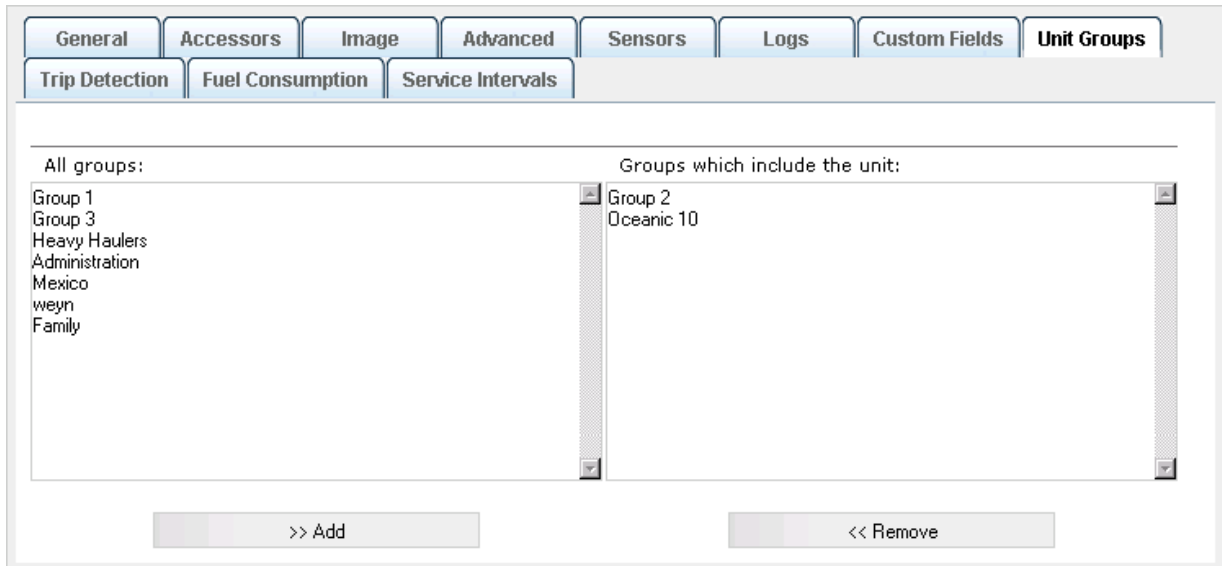 General Accessors Image Advanced Sensors Logs Custom Fields Unit Groups
Trip Detection Fuel Consumption Service Intervals
All groups: Groups which include the unit:
Group 1 Group 2
Group 3 Oceanic 10
Heavy Haulers
Administration
Mexico
weyn
Family
>> Add << Remove